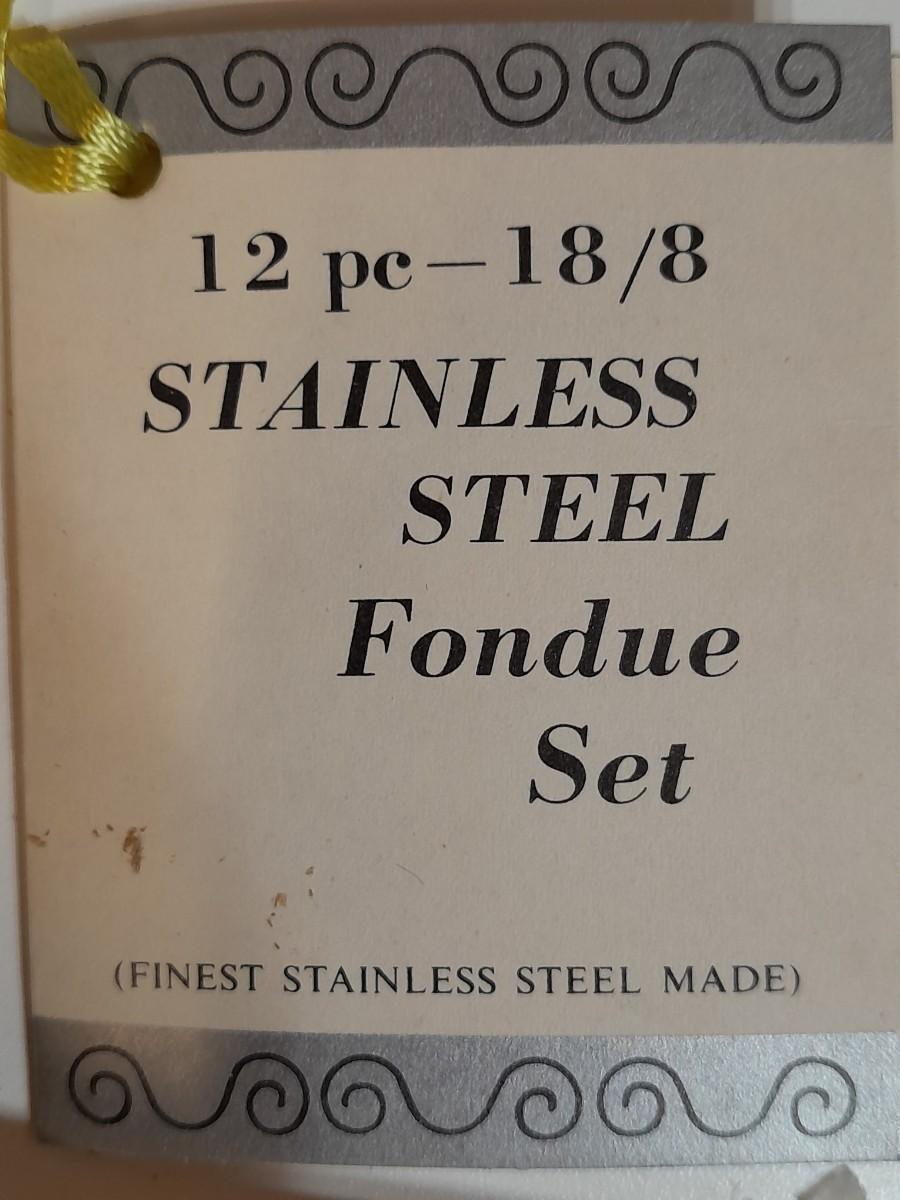 12 pc—18/8
STAINLESS
STEEL
Fondue
Set
(FINEST STAINLESS STEEL MADE)